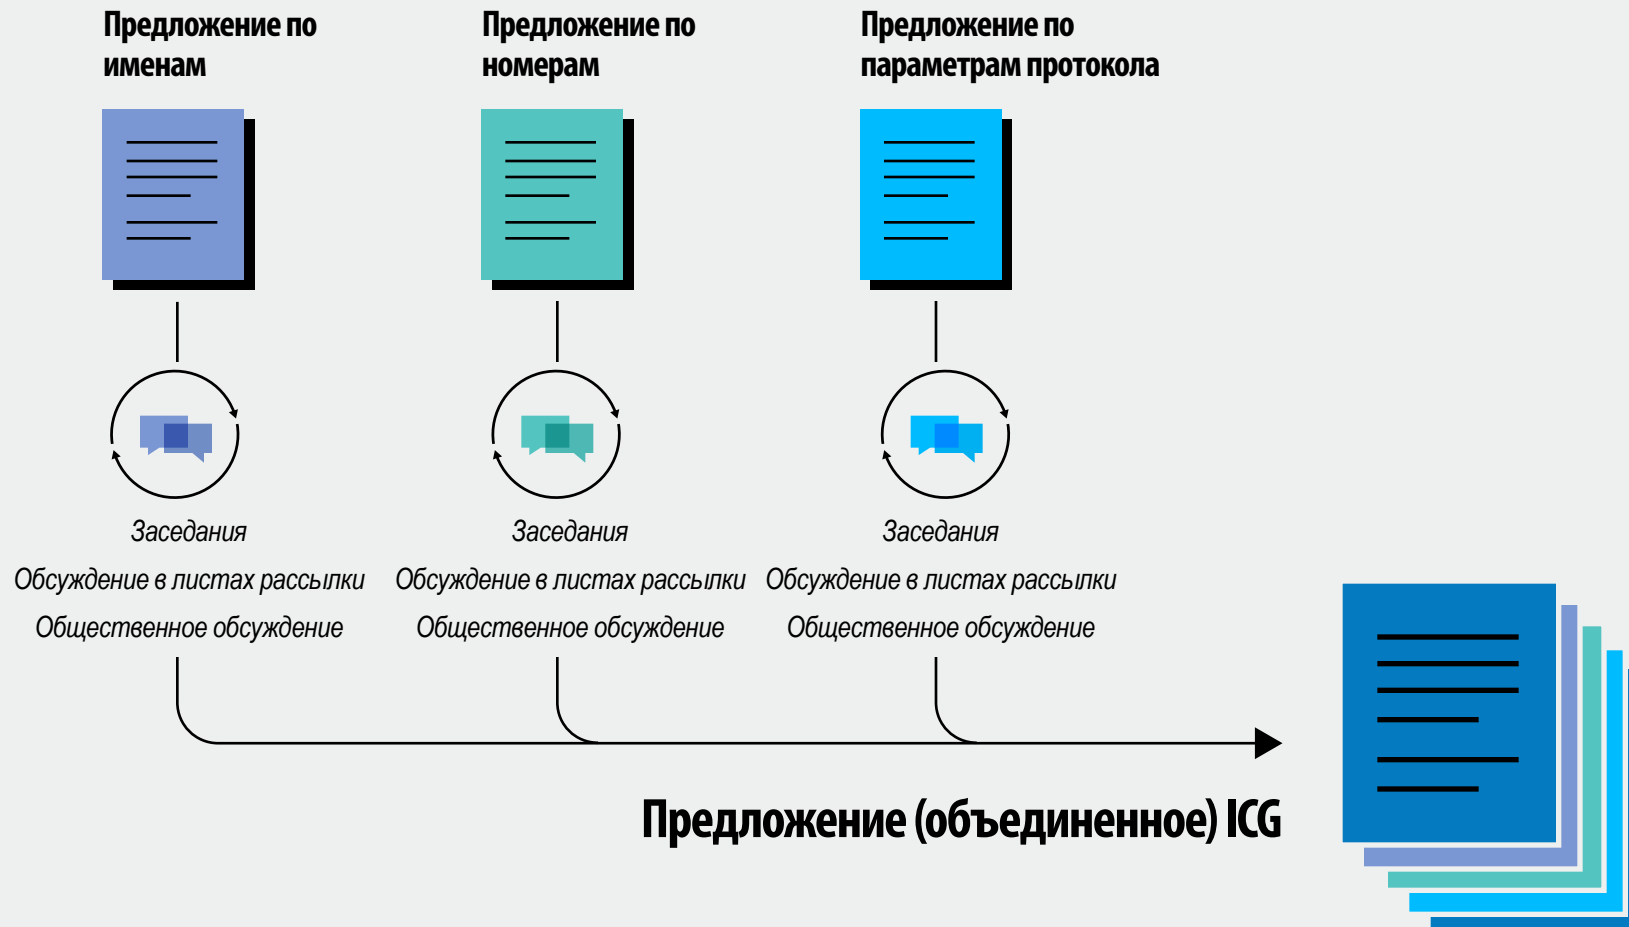 Предложение по
именам
Предложение по
номерам
Предложение по
параметрам протокола
Заседания
Обсуждение в листах рассылки
Общественное обсуждение
Заседания
Обсуждение в листах рассылки
Общественное обсуждение
Заседания
Обсуждение в листах рассылки
Общественное обсуждение
Предложение (объединенное) ICG